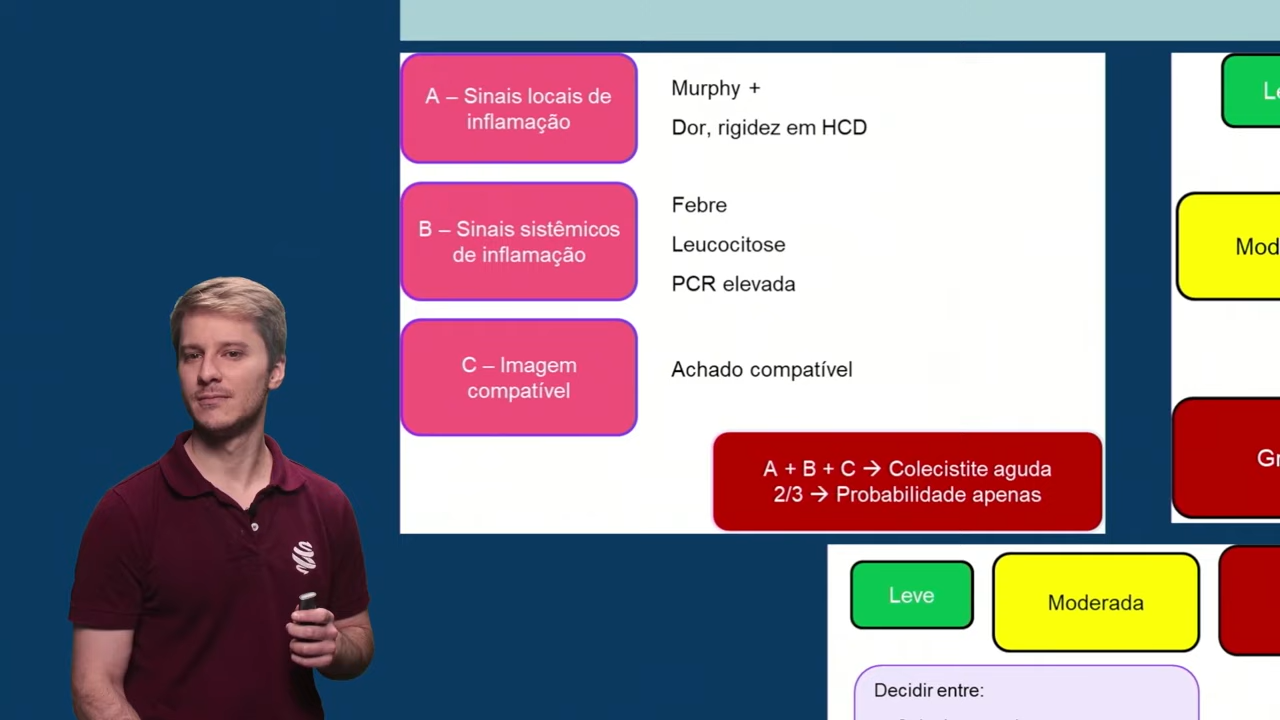 A – Sinais locais de
inflamação
Murphy +
Dor, rigidez em HCD
B – Sinais sistêmicos
de inflamação
Febre
Leucocitose
PCR elevada
C – Imagem
compatível
Achado compatível
A + B + C → Colecistite aguda
2/3 → Probabilidade apenas
Leve
Moderada
Decidir entre: